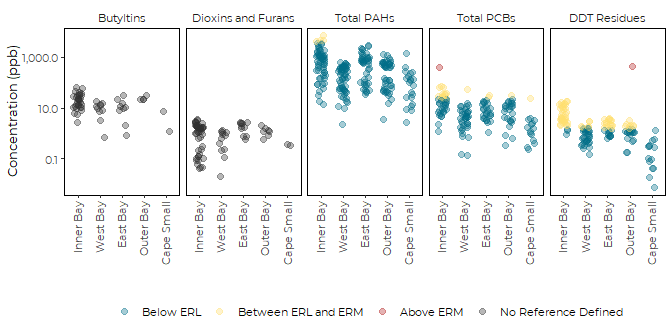 Butyltins
Dioxins and Furans
Total PAHs
Total PCBs
DDT Residues
Concentration (ppb)
1,000.0
10.0
0.1
Inner Bay
West Bay
East Bay
Outer Bay
Cape Small
Inner Bay
West Bay
East Bay
Outer Bay
Cape Small
Inner Bay
West Bay
East Bay
Outer Bay
Cape Small
Inner Bay
West Bay
East Bay
Outer Bay
Cape Small
Inner Bay
West Bay
East Bay
Outer Bay
Cape Small
Below ERL
Between ERL and ERM
Above ERM
No Reference Defined